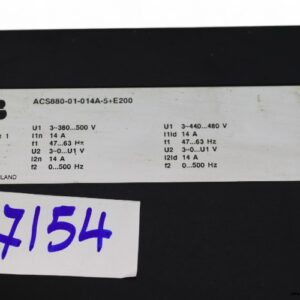 B
ACS880-01-014A-5+E200
1
U1 3~380...500 V
I1n 14 A
f1 47...63 Hz
U2 3~0...U1 V
I2n 14 A
f2 0...500 Hz
U1 3~440...480 V
I1ld 14 A
f1 47...63 Hz
U2 3~0...U1 V
I2ld 14 A
f2 0...500 Hz
LAND
7154